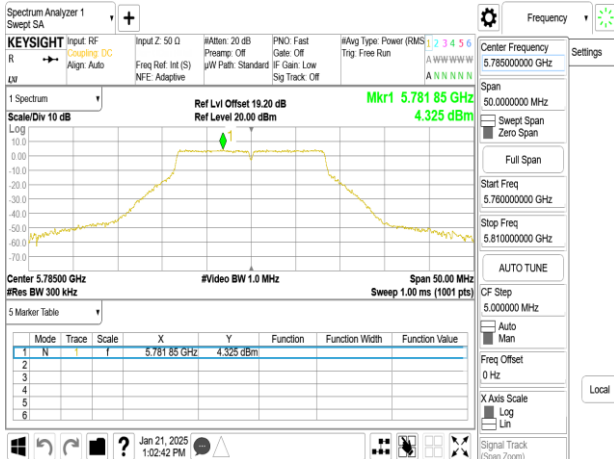 Spectrum Analyzer 1
Swept SA
+
Frequency
Settings
KEYSIGHT
R
Input: RF
Coupling: DC
Align: Auto
Input Z: 50 Ω
Freq Ref: Int (S)
NFE: Adaptive
#Atten: 20 dB
Preamp: Off
µW Path: Standard
PNO: Fast
Gate: Off
IF Gain: Low
Sig Track: Off
#Avg Type: Power (RMS
Trig: Free Run
1 2 3 4 5 6
A W W W W W
A N N N N N
1 Spectrum
Scale/Div 10 dB
Ref Lvl Offset 19.20 dB
Ref Level 20.00 dBm
Mkr1 5.781 85 GHz
4.325 dBm
Log
10.0
0.00
-10.0
-20.0
-30.0
-40.0
-50.0
-60.0
-70.0
1
Center 5.78500 GHz
#Res BW 300 kHz
#Video BW 1.0 MHz
Span 50.00 MHz
Sweep 1.00 ms (1001 pts)
5 Marker Table
Mode Trace Scale X Y Function Function Width Function Value
1 N 1 f 5.781 85 GHz 4.325 dBm
2
3
4
5
6
Jan 21, 2025
1:02:42 PM
?
Center Frequency
5.785000000 GHz
Span
50.0000000 MHz
Swept Span
Zero Span
Full Span
Start Freq
5.760000000 GHz
Stop Freq
5.810000000 GHz
AUTO TUNE
CF Step
5.000000 MHz
Auto
Man
Freq Offset
0 Hz
X Axis Scale
Log
Lin
Signal Track
(Span Zoom)
Local